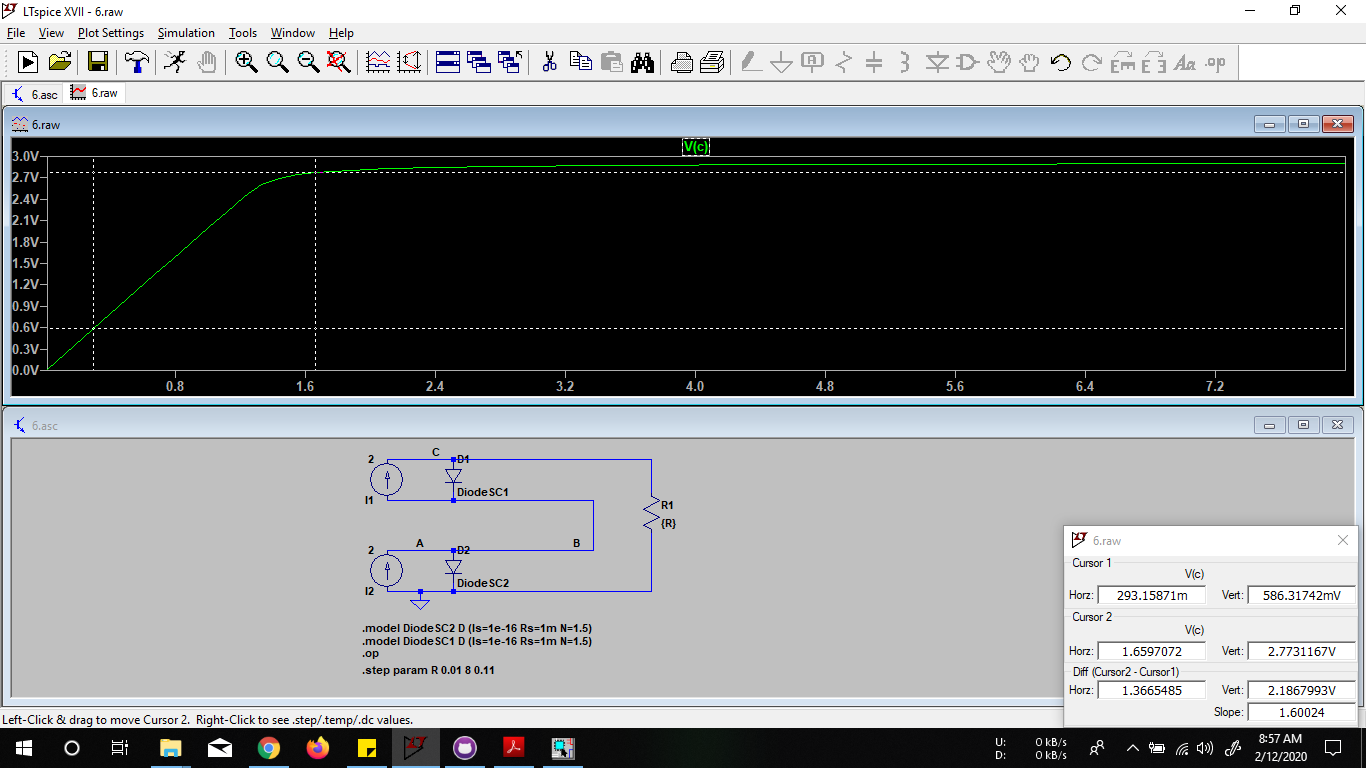 LTspice XVII - 6.raw
File View Plot Settings Simulation Tools Window Help
Aa .op
6.asc 6.raw
6.raw
V(c)
3.0V
2.7V
2.4V
2.1V
1.8V
1.5V
1.2V
0.9V
0.6V
0.3V
0.0V
0.8 1.6 2.4 3.2 4.0 4.8 5.6 6.4 7.2
6.asc
2 C D1
I1 DiodeSC1
R1
{R}
2 A D2 B
I2 DiodeSC2
.model DiodeSC2 D (Is=1e-16 Rs=1m N=1.5)
.model DiodeSC1 D (Is=1e-16 Rs=1m N=1.5)
.op
.step param R 0.01 8 0.11
6.raw
Cursor 1
V(c)
Horz: 293.15871m Vert: 586.31742mV
Cursor 2
V(c)
Horz: 1.6597072 Vert: 2.7731167V
Diff (Cursor2 - Cursor1)
Horz: 1.3665485 Vert: 2.1867993V
Slope: 1.60024
Left-Click & drag to move Cursor 2. Right-Click to see .step/.temp/.dc values.
U: 0 kB/s
D: 0 kB/s
8:57 AM
2/12/2020